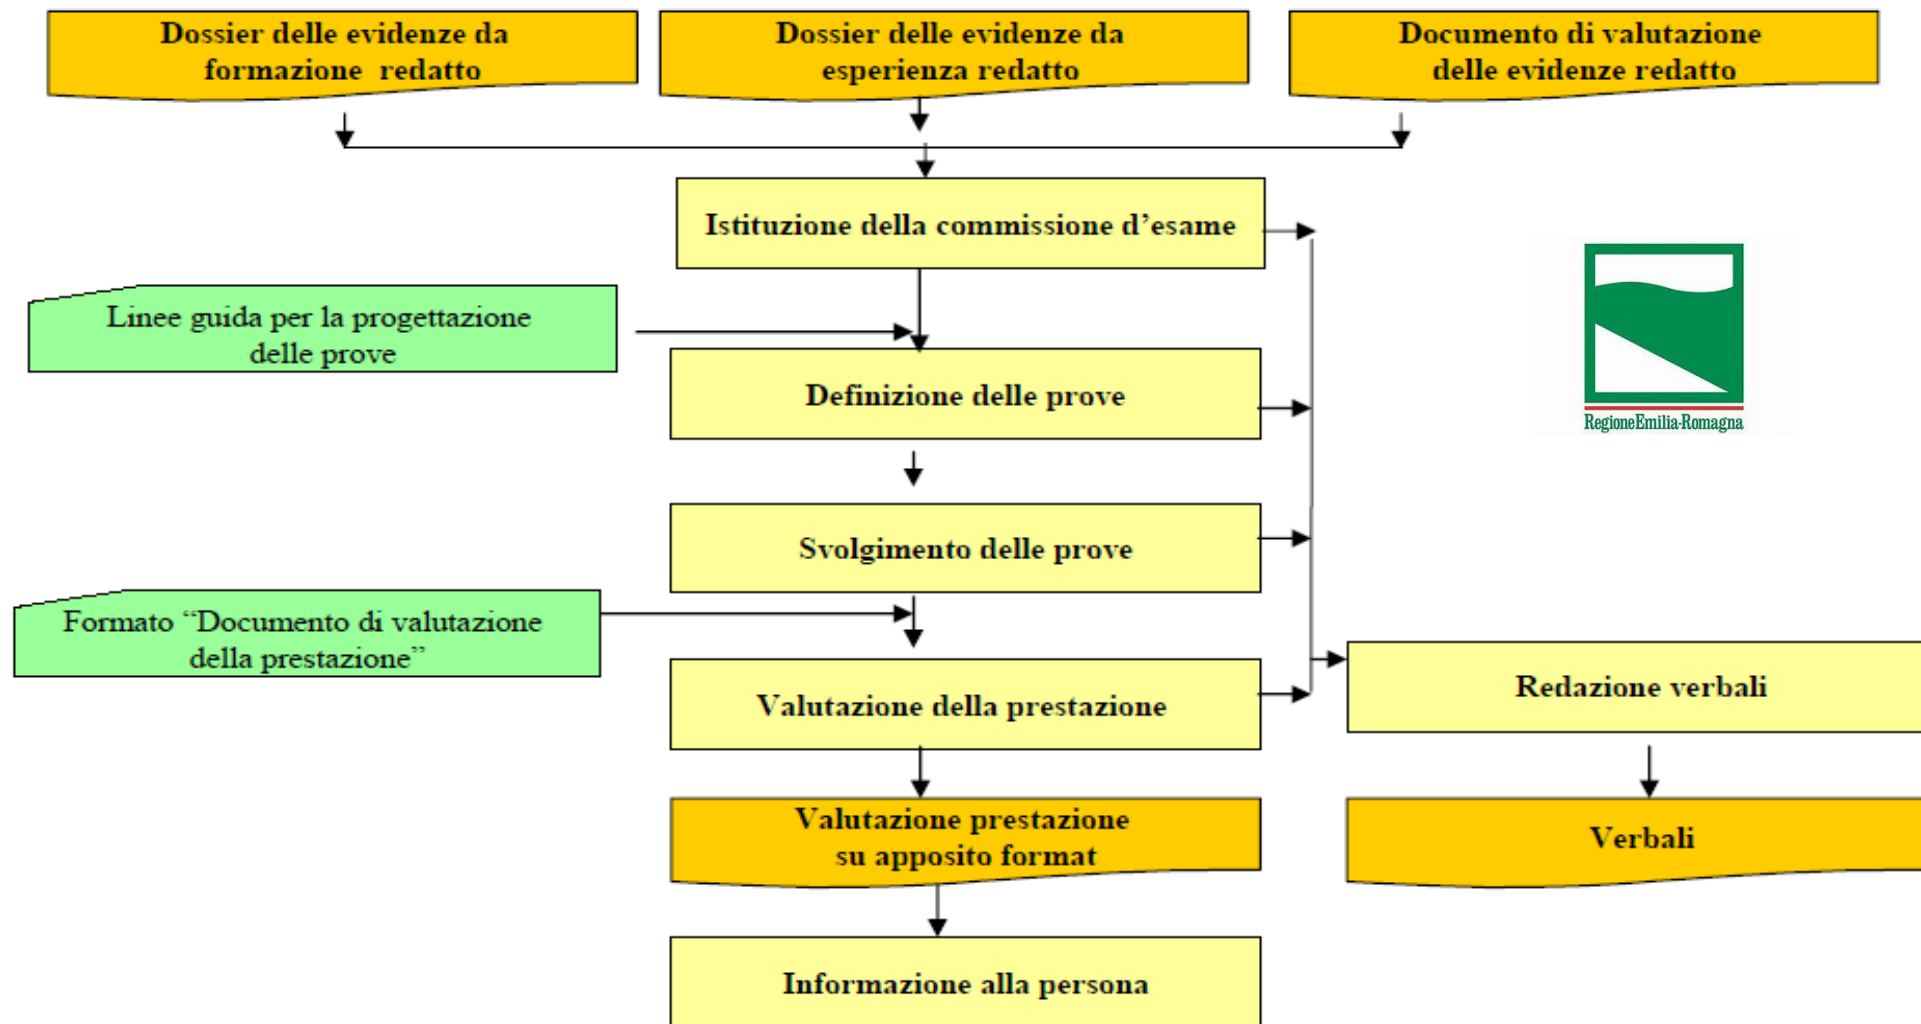 Dossier delle evidenze da
formazione redatto
Dossier delle evidenze da
esperienza redatto
Documento di valutazione
delle evidenze redatto
Istituzione della commissione d’esame
Linee guida per la progettazione
delle prove
RegioneEmilia-Romagna
Definizione delle prove
Svolgimento delle prove
Formato “Documento di valutazione
della prestazione”
Valutazione della prestazione
Redazione verbali
Valutazione prestazione
su apposito format
Verbali
Informazione alla persona